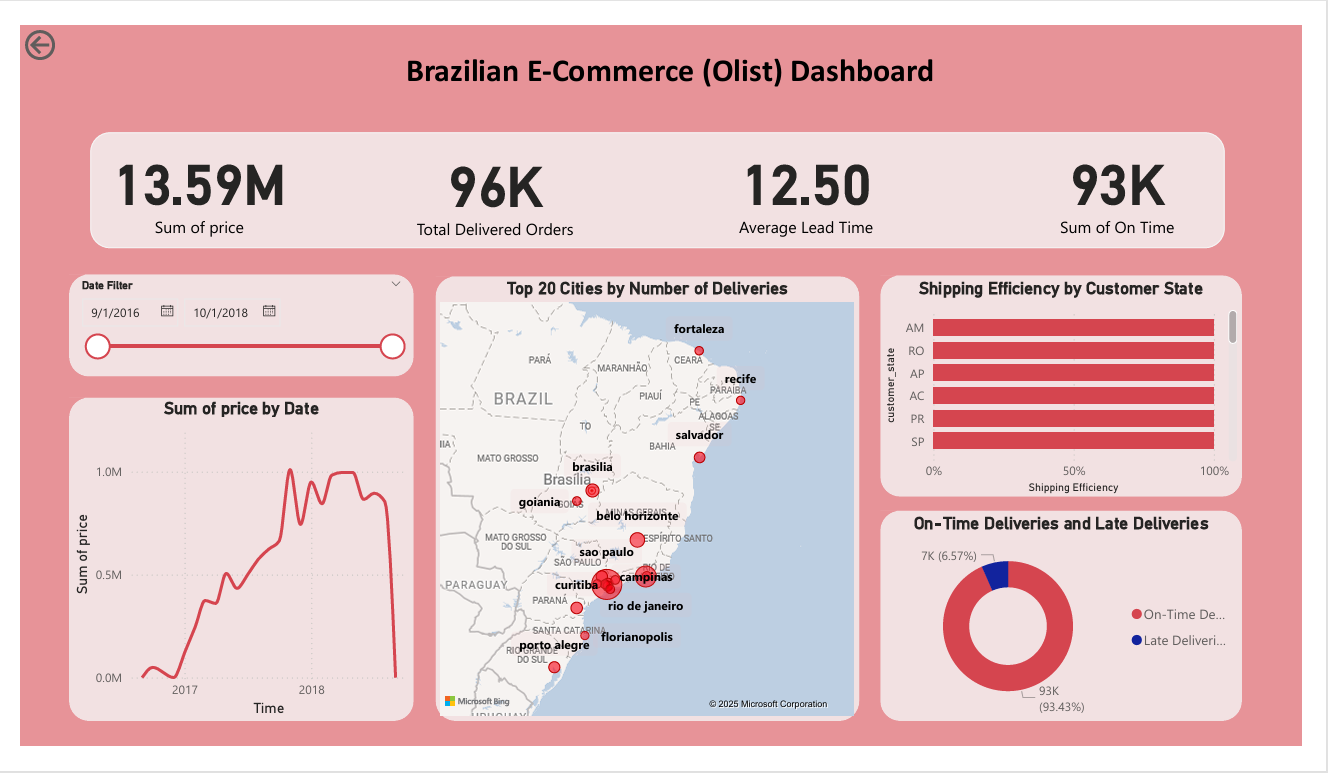 Brazilian E-Commerce (Olist) Dashboard
13.59M
Sum of price
96K
Total Delivered Orders
12.50
Average Lead Time
93K
Sum of On Time
Date Filter
9/1/2016
10/1/2018
Sum of price by Date
Sum of price
1.0M
0.5M
0.0M
2017
2018
Time
Top 20 Cities by Number of Deliveries
fortaleza
CEARÁ
PARÁ
MARANHÃO
recife
PARAÍBA
PIAUÍ
PE
BRAZIL
ALAGOAS
SE
TO
salvador
BAHIA
MATO GROSSO
brasilia
Brasília
goiania
GOIÁS
MINAS GERAIS
belo horizonte
MATO GROSSO
DO SUL
ESPÍRITO SANTO
sao paulo
SÃO PAULO
RIO DE
campinas
curitiba
PARAGUAY
PARANÁ
rio de janeiro
SANTA CATARINA
florianopolis
porto alegre
RIO GRANDE
DO SUL
Microsoft Bing
© 2025 Microsoft Corporation
URUGUAY
Shipping Efficiency by Customer State
customer_state
AM
RO
AP
AC
PR
SP
0%
50%
100%
Shipping Efficiency
On-Time Deliveries and Late Deliveries
7K (6.57%)
On-Time De...
Late Deliveri...
93K
(93.43%)